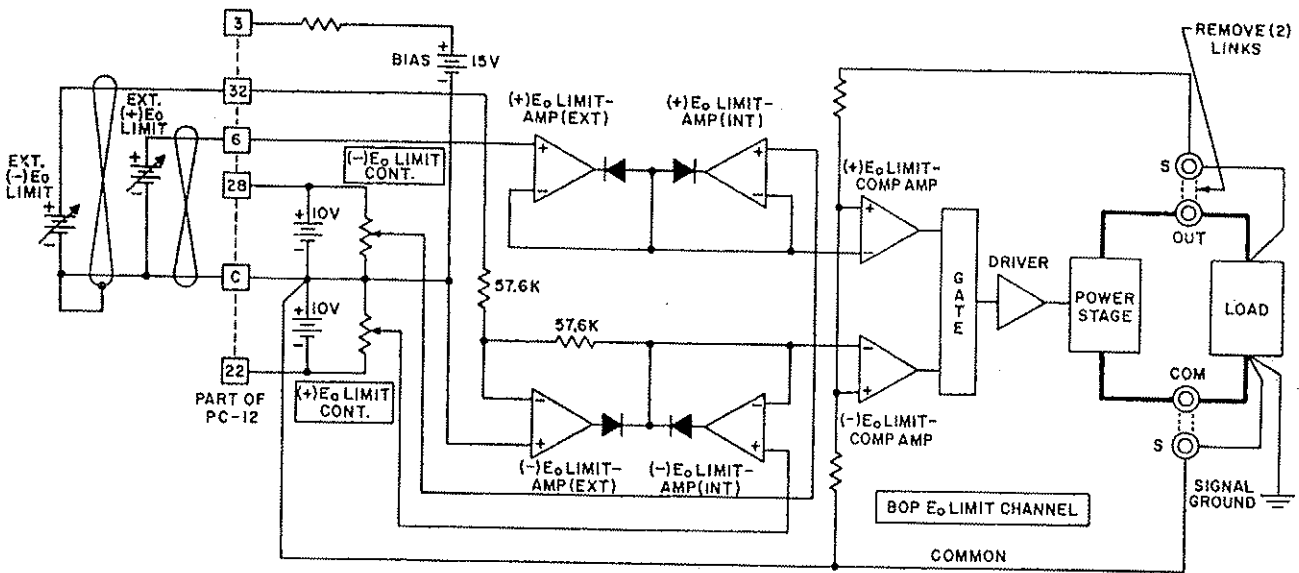 3
BIAS
+
-
15V
REMOVE (2)
LINKS
32
EXT.
(+)E₀
LIMIT
+
-
6
(+)E₀ LIMIT-
AMP(EXT)
(+)E₀ LIMIT-
AMP(INT)
+
-
+
-
(-)E₀ LIMIT
CONT.
(+)E₀ LIMIT-
COMP AMP
S
EXT.
(-)E₀
LIMIT
+
-
28
+
10V
-
+
-
OUT
C
57.6K
GATE
DRIVER
POWER
STAGE
LOAD
+
10V
-
57.6K
22
PART OF
PC-12
(+)E₀ LIMIT
CONT.
-
+
-
+
-
+
COM
(-)E₀ LIMIT-
COMP AMP
S
(-)E₀ LIMIT-
AMP(EXT)
(-)E₀ LIMIT-
AMP(INT)
SIGNAL
GROUND
BOP E₀ LIMIT CHANNEL
COMMON